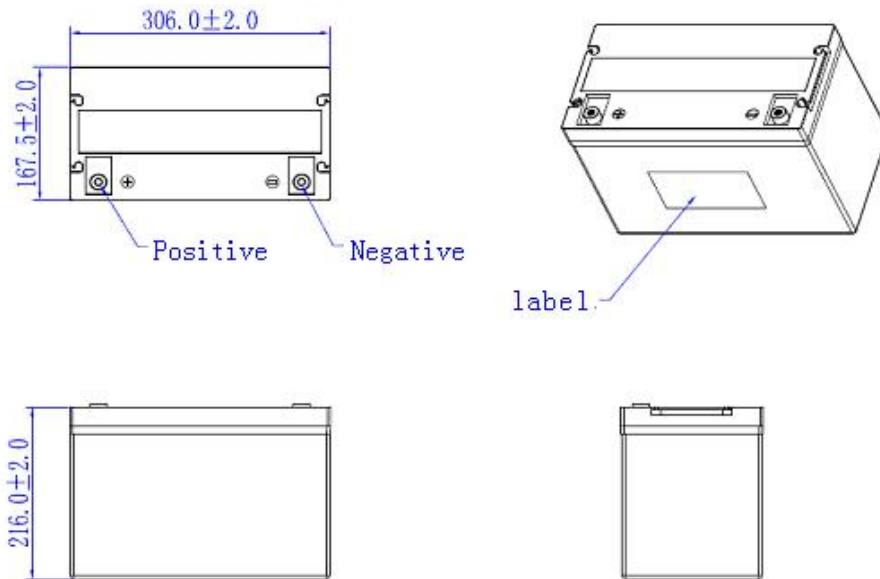 306.0±2.0
167.5±2.0
+
-
+
-
Positive
Negative
label
216.0±2.0